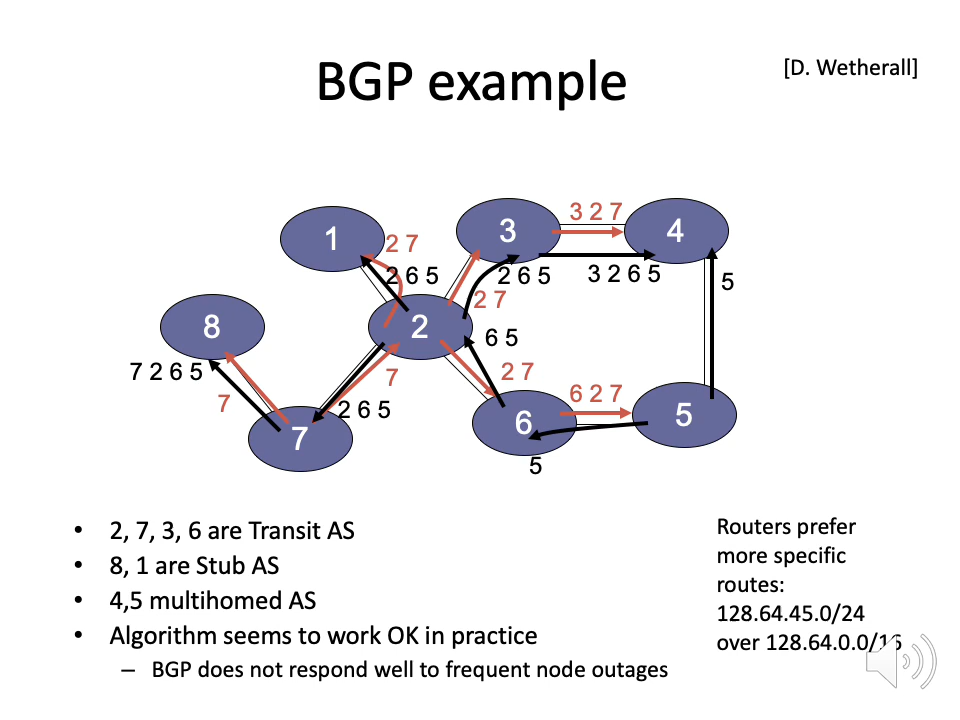 BGP example
[D. Wetherall]
3 2 7
1
2 7
3
4
2 6 5
2 6 5
3 2 6 5
5
2 7
8
2
6 5
7 2 6 5
7
2 7
7
2 6 5
6 2 7
7
6
5
5
• 2, 7, 3, 6 are Transit AS
• 8, 1 are Stub AS
• 4,5 multihomed AS
• Algorithm seems to work OK in practice
– BGP does not respond well to frequent node outages
Routers prefer
more specific
routes:
128.64.45.0/24
over 128.64.0.0/16